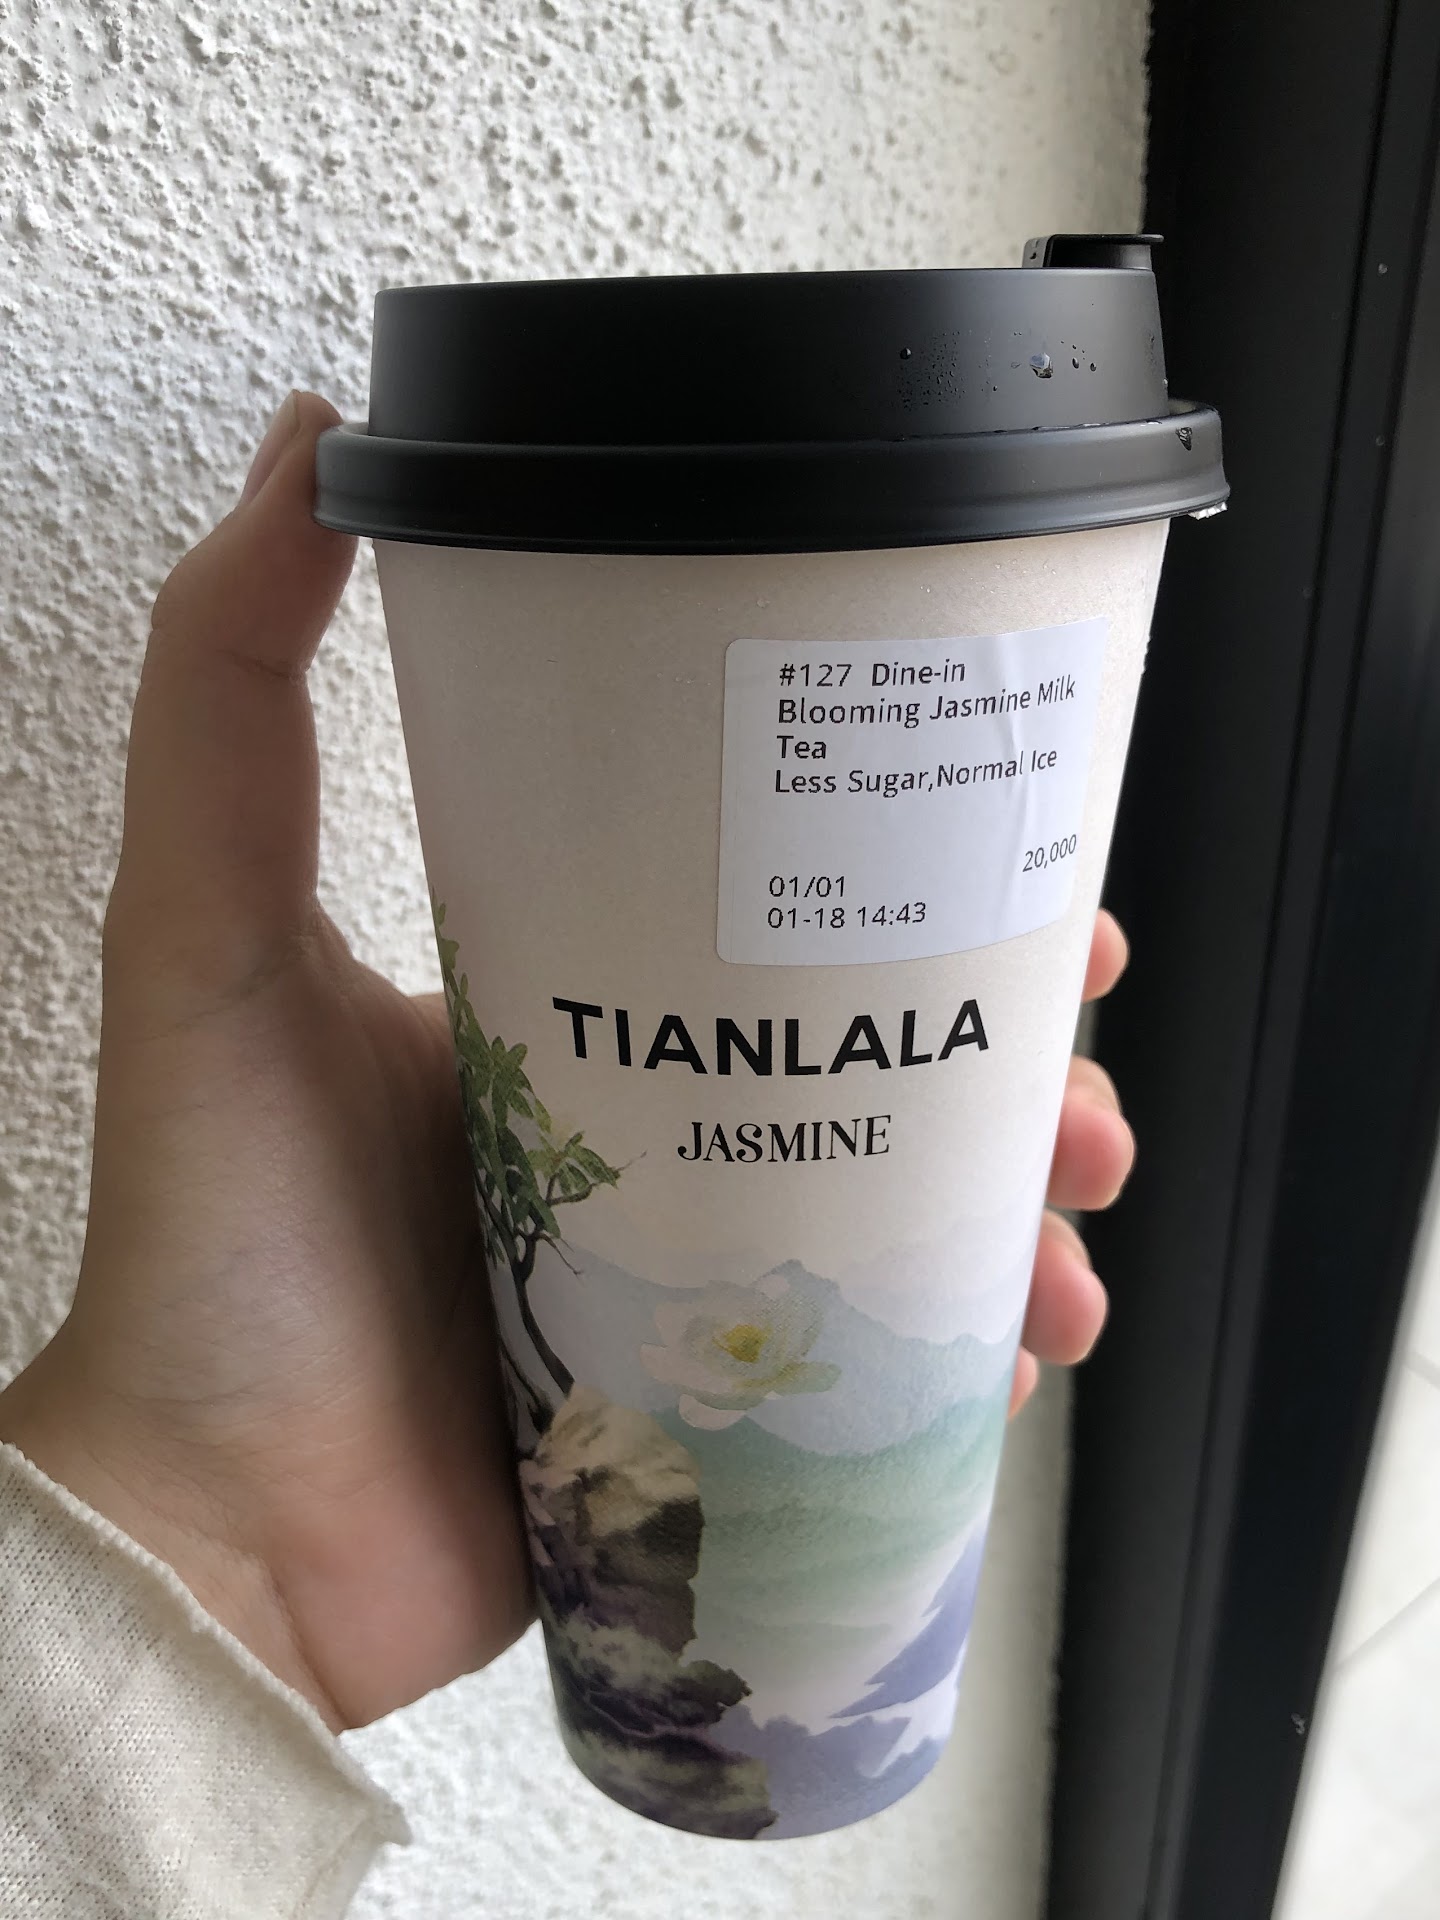 #127 Dine-in
Blooming Jasmine Milk
Tea
Less Sugar,Normal Ice
20,000
01/01
01-18 14:43
TIANLALA
JASMINE